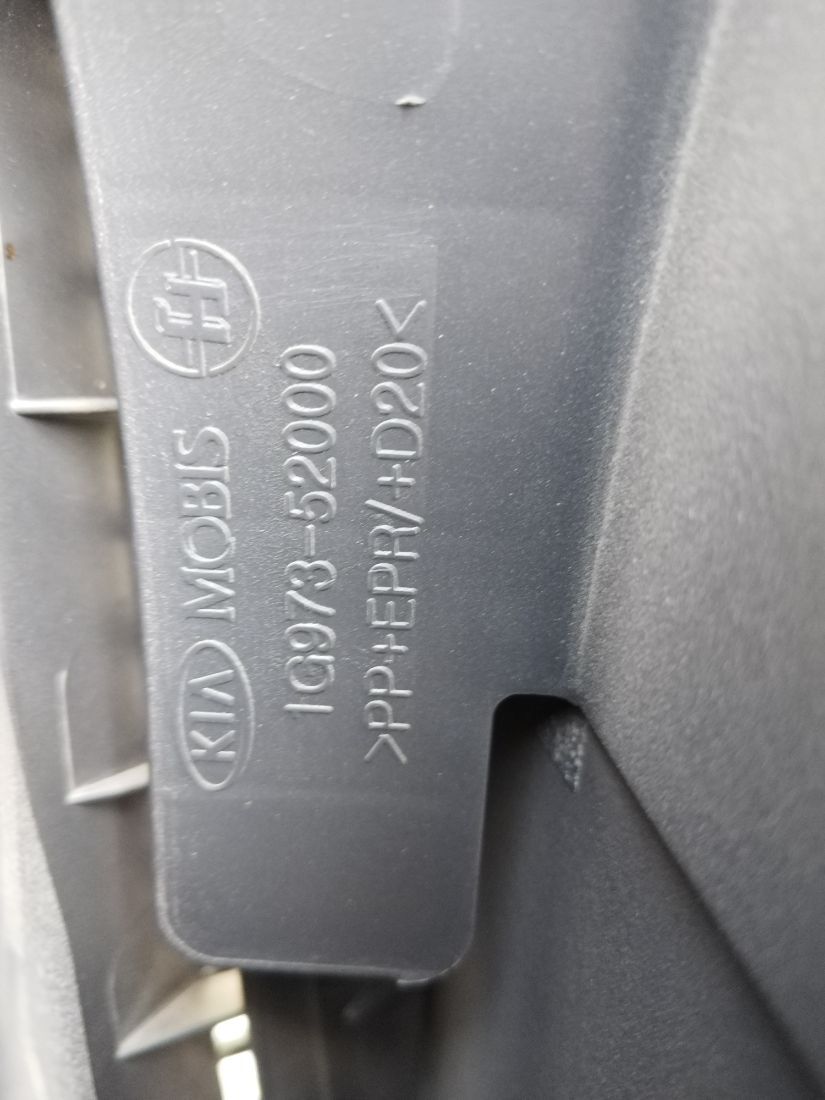 KIA MOBIS
1G973-52000
>PP+EPR/+D20<